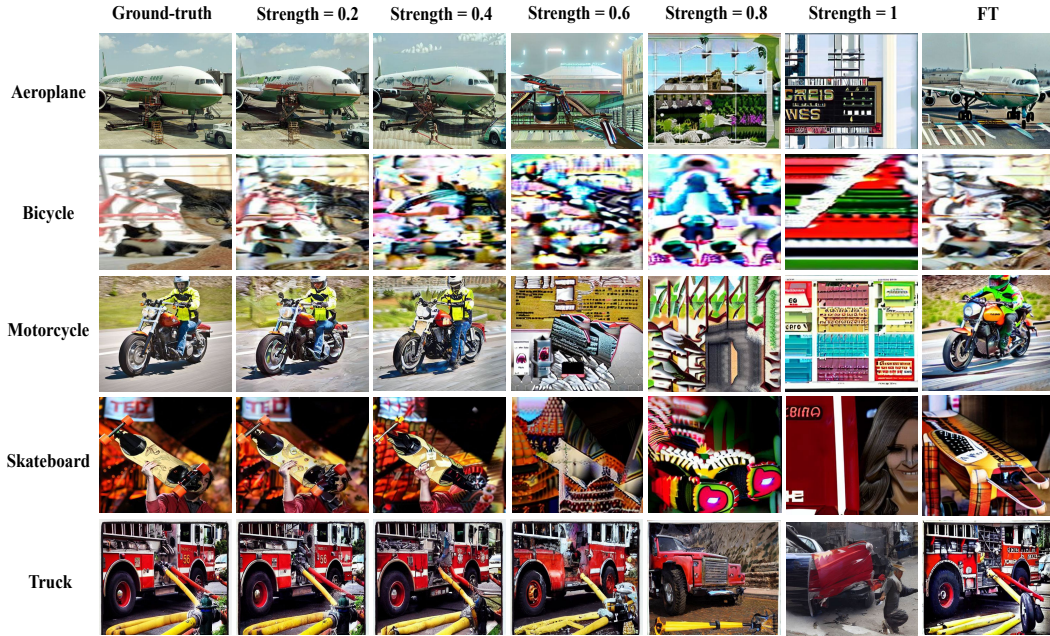 Ground-truth Strength = 0.2 Strength = 0.4 Strength = 0.6 Strength = 0.8 Strength = 1 FT
Aeroplane
Bicycle
Motorcycle
Skateboard
Truck